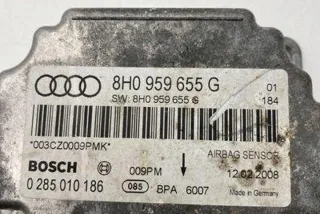 8H0 959 655 G 01
SW: 8H0 959 655 G 184
*003CZ0009PMK*
AIRBAG SENSOR
BOSCH 009PM 12.02.2008
0 285 010 186 085 BPA 6007 Made in Germany